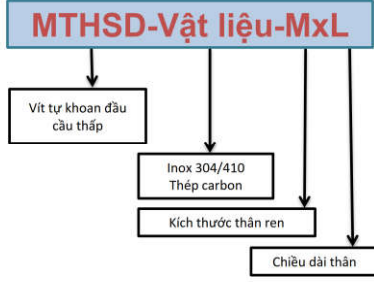 MTHSD-Vật liệu-MxL
Vít tự khoan đầu
cầu thấp
Inox 304/410
Thép carbon
Kích thước thân ren
Chiều dài thân